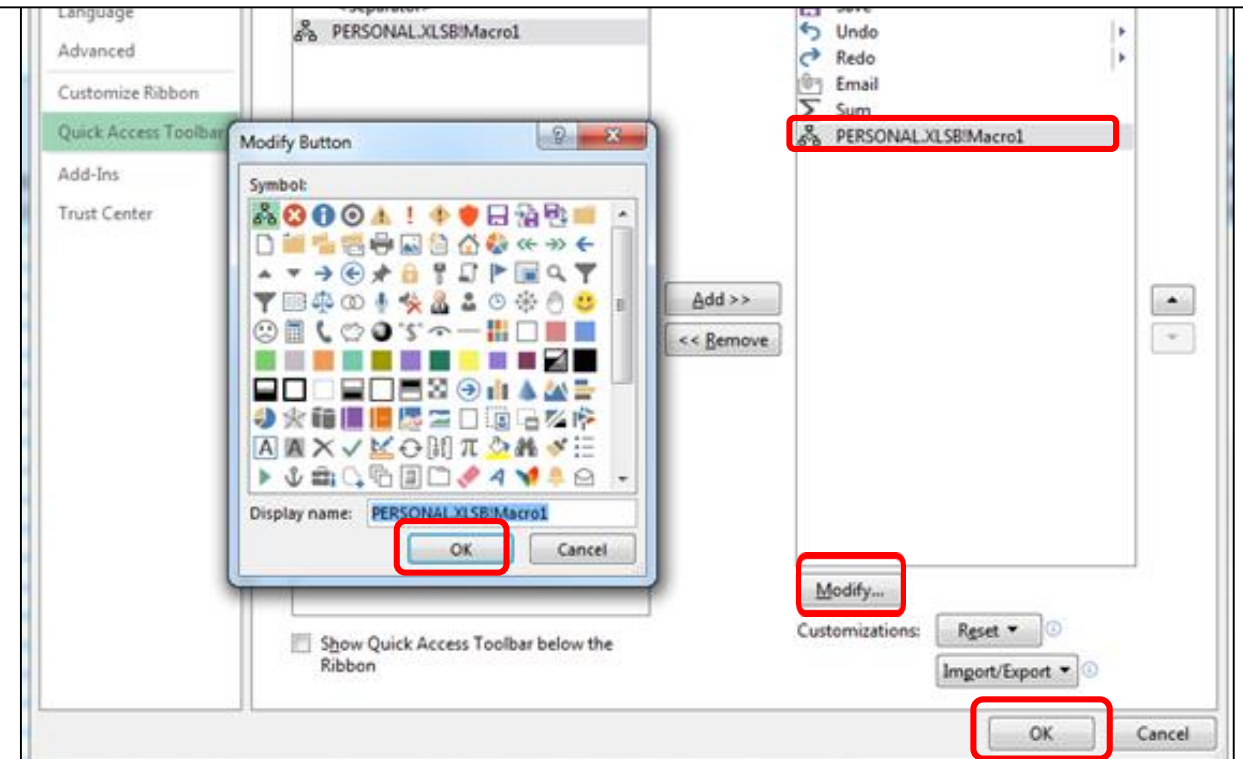 Language
Advanced
Customize Ribbon
Quick Access Toolbar
Add-Ins
Trust Center
<Separator>
PERSONAL.XLSB!Macro1
Save
Undo
Redo
Email
Sum
PERSONAL.XLSB!Macro1
Modify Button
Symbol:
Display name: PERSONAL.XLSB!Macro1
OK Cancel
Add >>
<< Remove
Modify...
Customizations: Reset
Import/Export
Show Quick Access Toolbar below the
Ribbon
OK Cancel